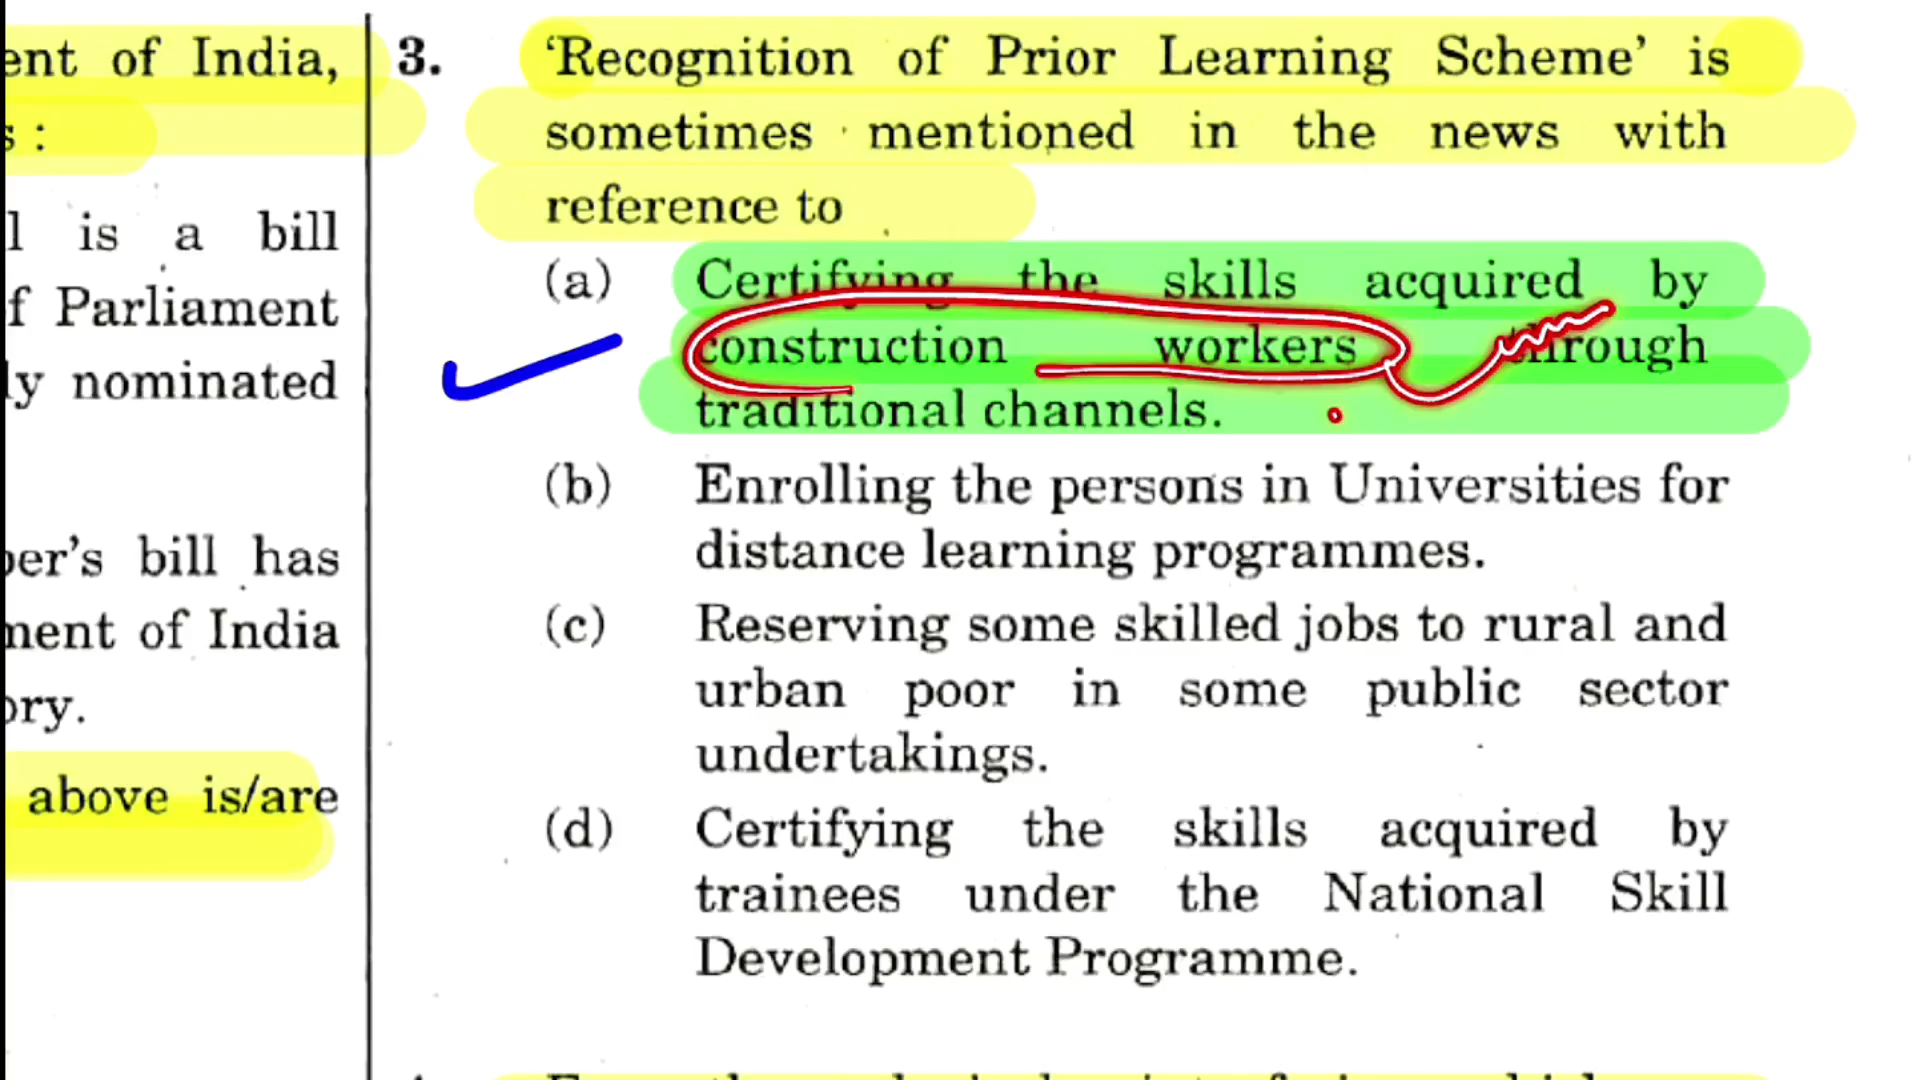 ent of India,
s :
l is a bill
f Parliament
ly nominated
er's bill has
ment of India
ory.
above is/are
3. 'Recognition of Prior Learning Scheme' is
sometimes mentioned in the news with
reference to
(a) Certifying the skills acquired by
construction workers through
traditional channels.
(b) Enrolling the persons in Universities for
distance learning programmes.
(c) Reserving some skilled jobs to rural and
urban poor in some public sector
undertakings.
(d) Certifying the skills acquired by
trainees under the National Skill
Development Programme.